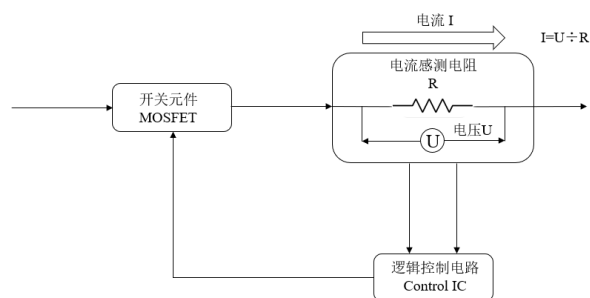 电流 I
I=U÷R
电流感测电阻
R
开关元件
MOSFET
U
电压U
逻辑控制电路
Control IC